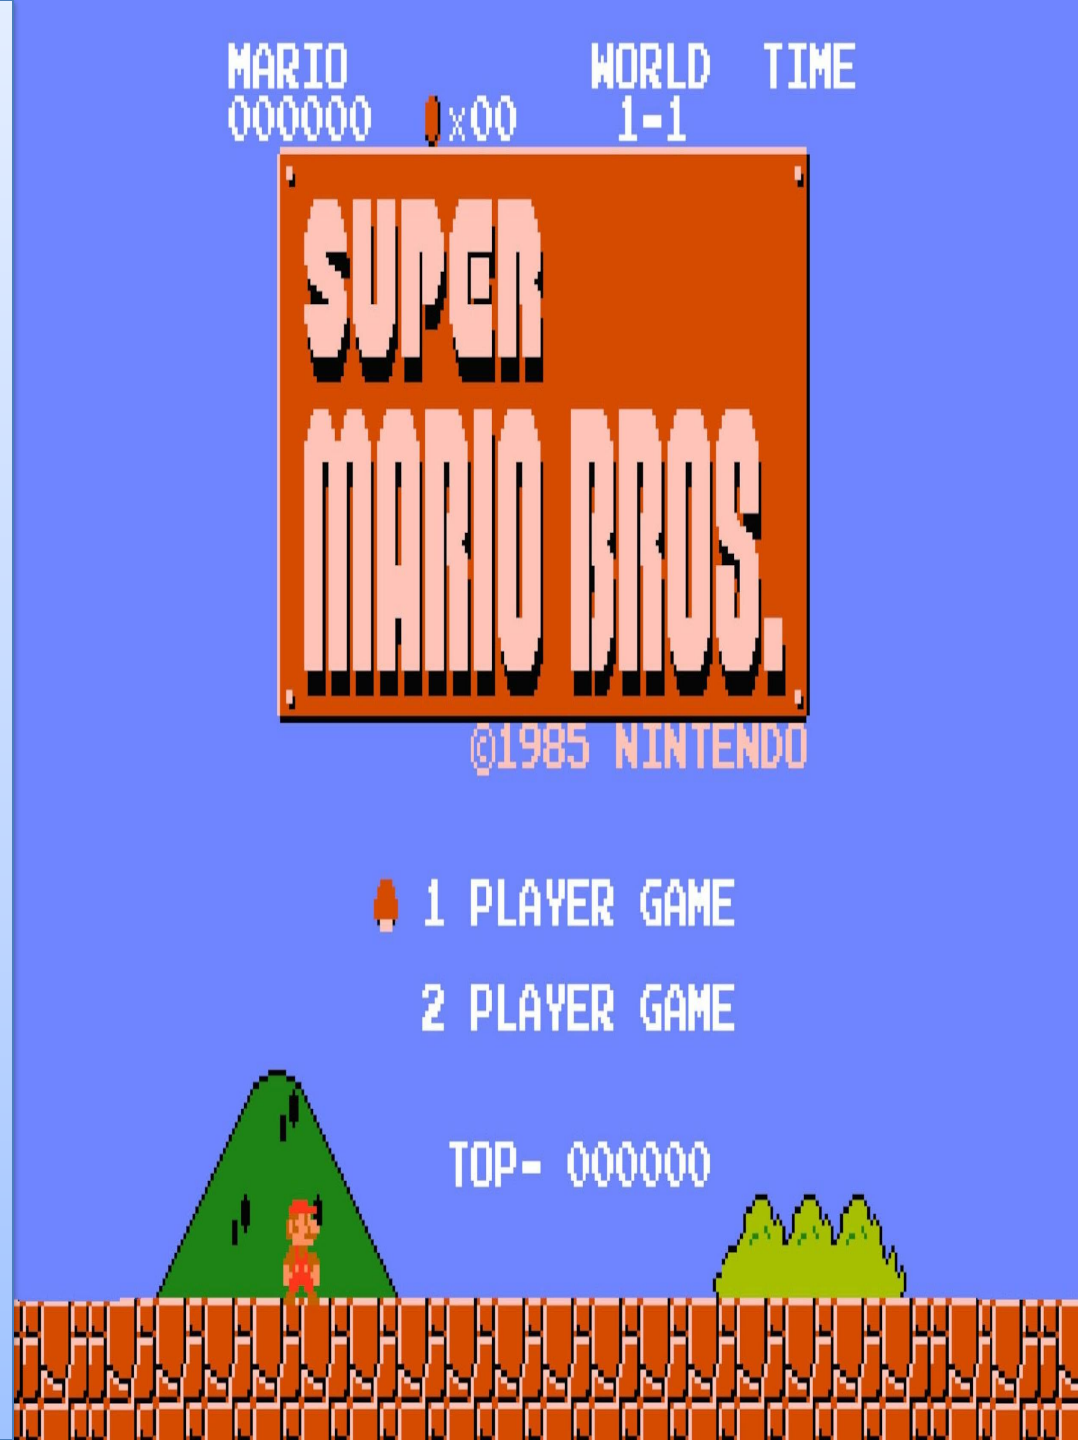 MARIO WORLD TIME
000000 x00 1-1
SUPER
MARIO BROS.
©1985 NINTENDO
1 PLAYER GAME
2 PLAYER GAME
TOP- 000000